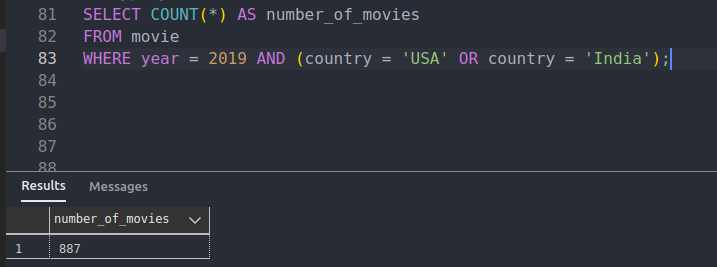 81 SELECT COUNT(*) AS number_of_movies
82 FROM movie
83 WHERE year = 2019 AND (country = 'USA' OR country = 'India');
84
85
86
87
88
Results Messages
number_of_movies
1 887